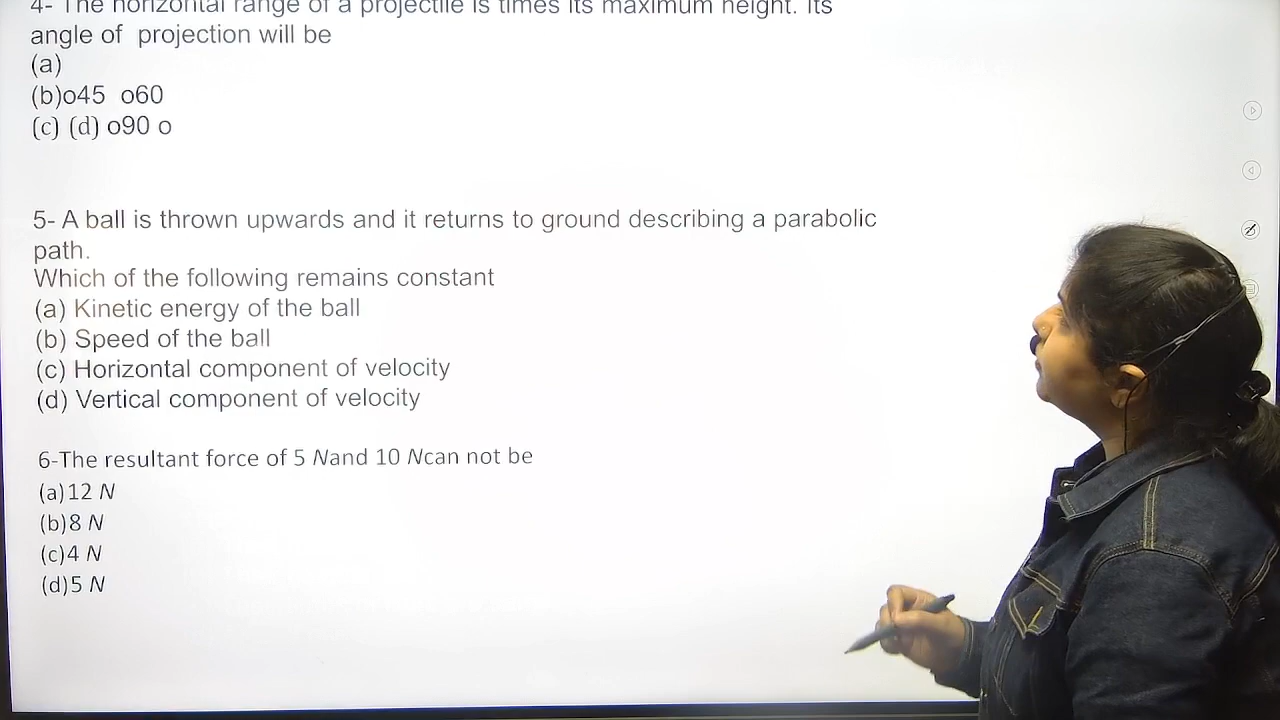 4- The horizontal range of a projectile is times its maximum height. Its
angle of projection will be
(a)
(b)o45 o60
(c) (d) o90 o
5- A ball is thrown upwards and it returns to ground describing a parabolic
path.
Which of the following remains constant
(a) Kinetic energy of the ball
(b) Speed of the ball
(c) Horizontal component of velocity
(d) Vertical component of velocity
6-The resultant force of 5 Nand 10 Ncan not be
(a)12 N
(b)8 N
(c)4 N
(d)5 N